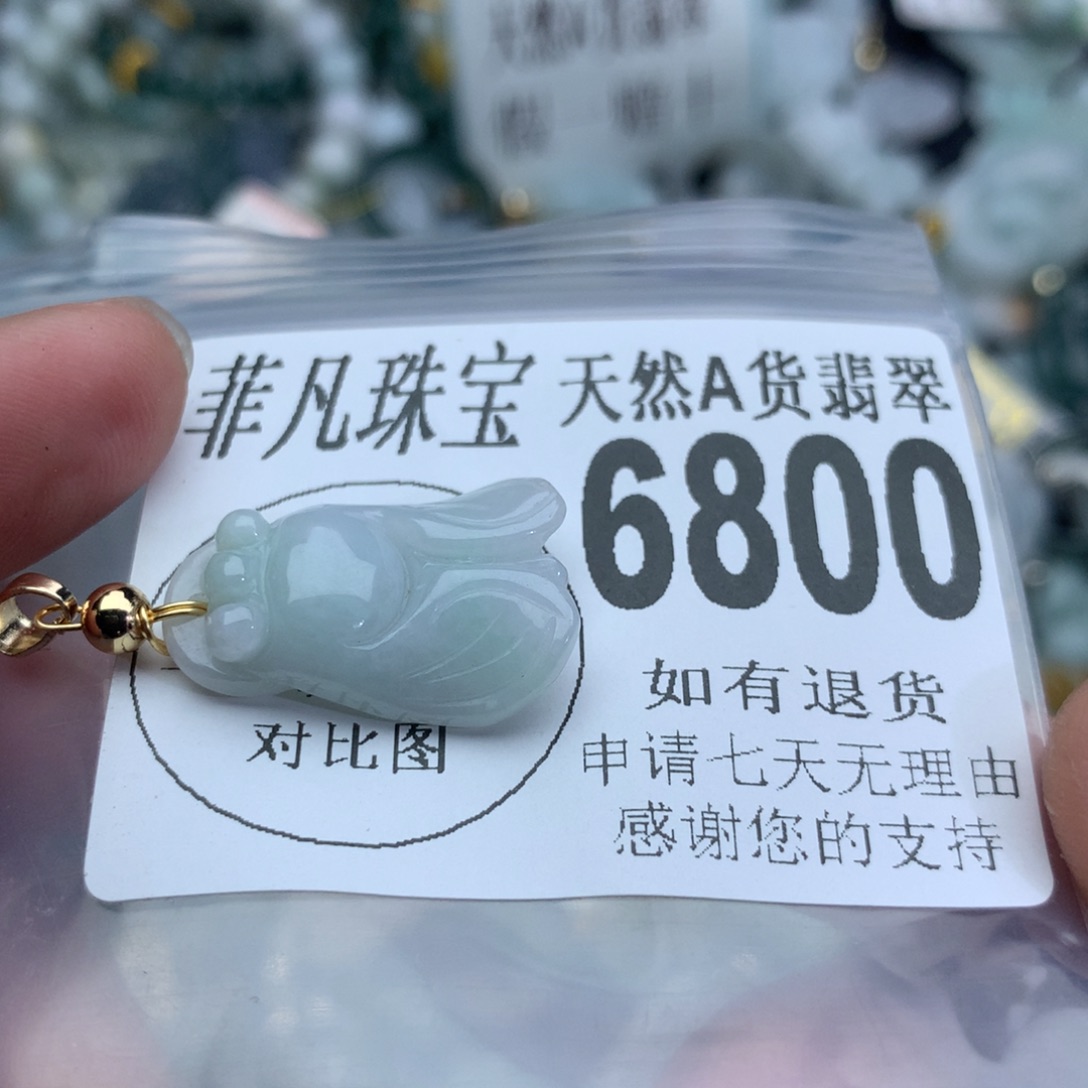 菲凡珠宝 天然A货翡翠
6800
对比图
如有退货
申请七天无理由
感谢您的支持